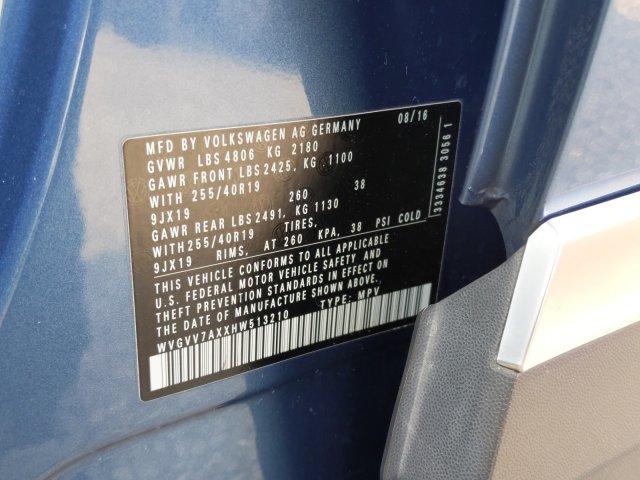 MFD BY VOLKSWAGEN AG GERMANY 08/16
GVWR LBS 4806 KG 2180
GAWR FRONT LBS 2425, KG 1100
WITH 255/40R19
9JX19 260 38
GAWR REAR LBS 2491, KG 1130
WITH 255/40R19 TIRES,
9JX19 RIMS, AT 260 KPA, 38 PSI COLD
THIS VEHICLE CONFORMS TO ALL APPLICABLE
U.S. FEDERAL MOTOR VEHICLE SAFETY AND
THEFT PREVENTION STANDARDS IN EFFECT ON
THE DATE OF MANUFACTURE SHOWN ABOVE.
WVGVV7AXXHW513210 TYPE: MPV
3334638 3056 1